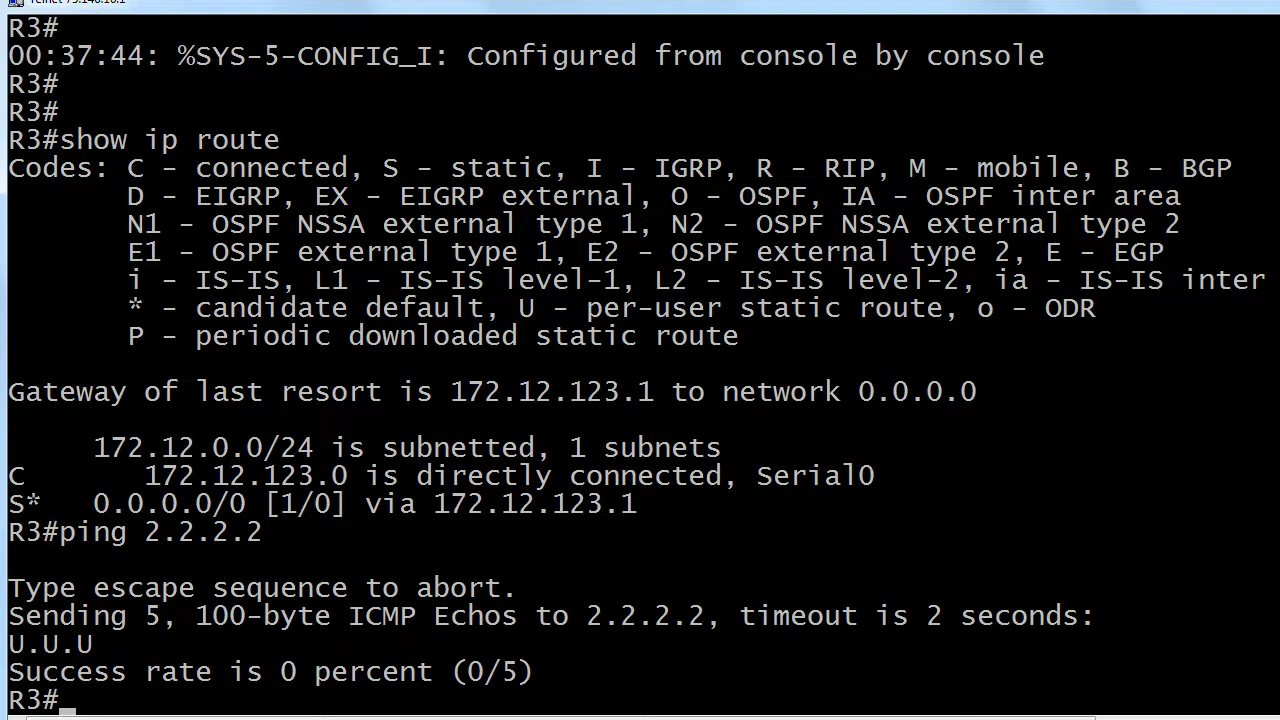 R3#
00:37:44: %SYS-5-CONFIG_I: Configured from console by console
R3#
R3#
R3#show ip route
Codes: C - connected, S - static, I - IGRP, R - RIP, M - mobile, B - BGP
       D - EIGRP, EX - EIGRP external, O - OSPF, IA - OSPF inter area
       N1 - OSPF NSSA external type 1, N2 - OSPF NSSA external type 2
       E1 - OSPF external type 1, E2 - OSPF external type 2, E - EGP
       i - IS-IS, L1 - IS-IS level-1, L2 - IS-IS level-2, ia - IS-IS inter
       * - candidate default, U - per-user static route, o - ODR
       P - periodic downloaded static route

Gateway of last resort is 172.12.123.1 to network 0.0.0.0

     172.12.0.0/24 is subnetted, 1 subnets
C       172.12.123.0 is directly connected, Serial0
S*   0.0.0.0/0 [1/0] via 172.12.123.1
R3#ping 2.2.2.2

Type escape sequence to abort.
Sending 5, 100-byte ICMP Echos to 2.2.2.2, timeout is 2 seconds:
U.U.U
Success rate is 0 percent (0/5)
R3#